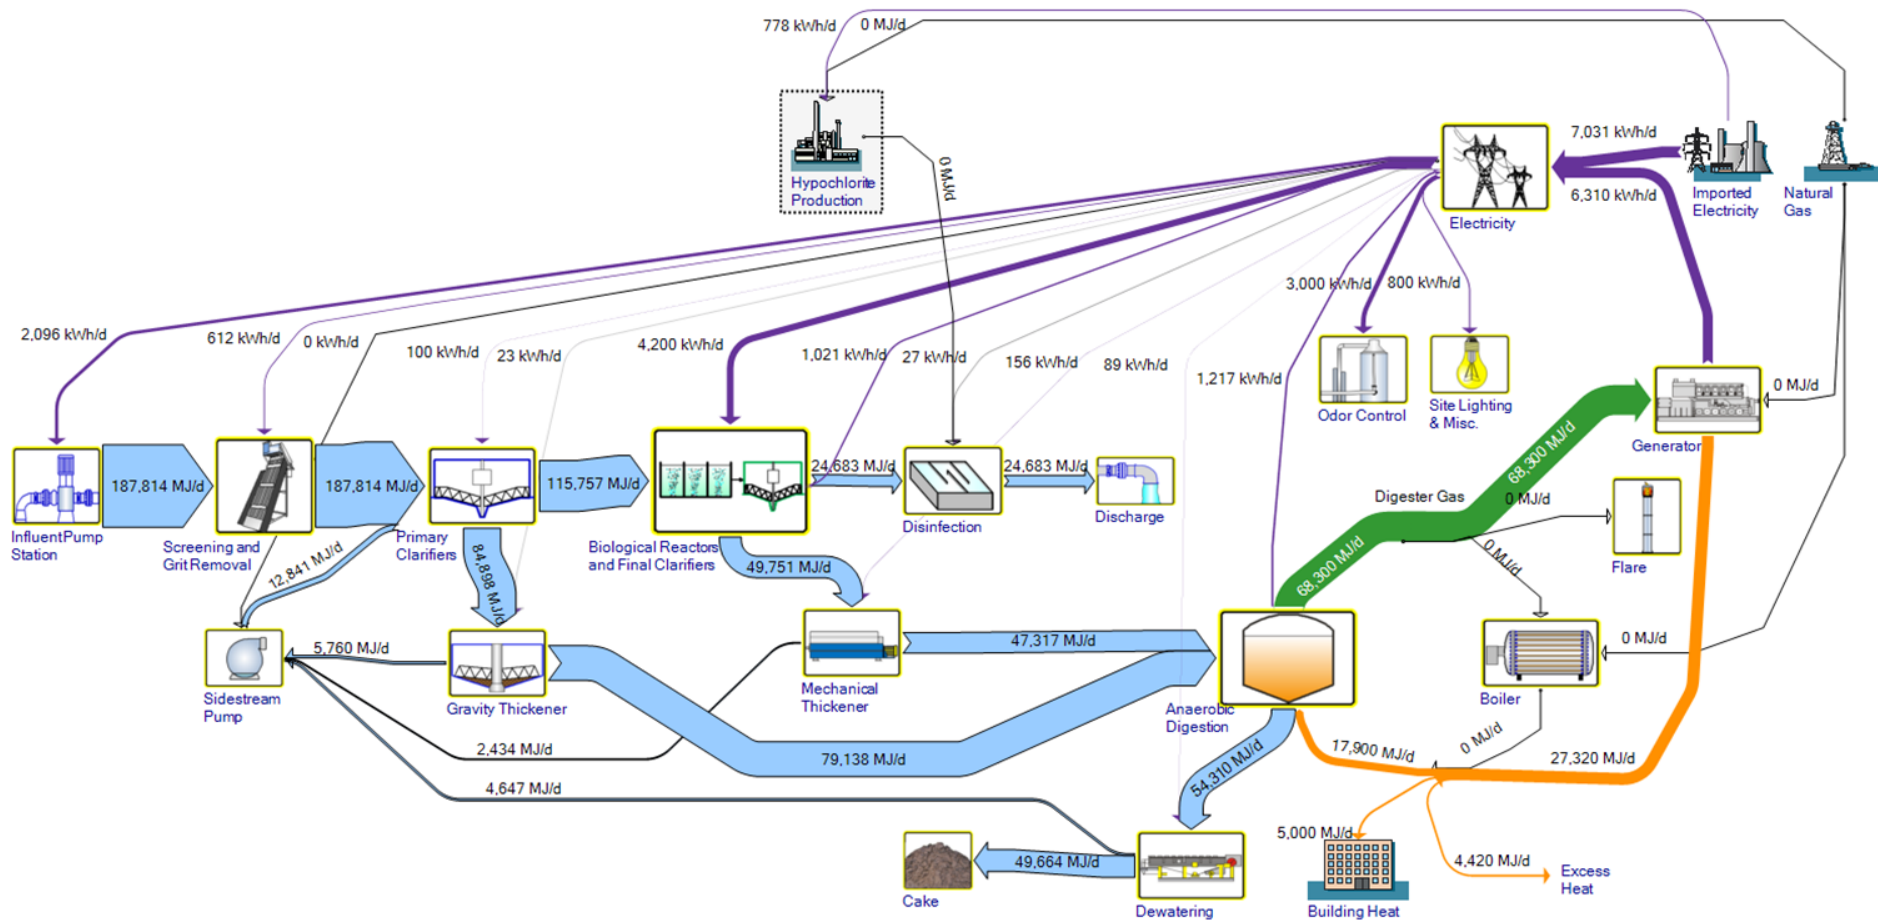 778 kWh/d
0 MJ/d
Hypochlorite
Production
0 MJ/d
7,031 kWh/d
6,310 kWh/d
Electricity
Imported
Electricity
Natural
Gas
2,096 kWh/d
612 kWh/d
0 kWh/d
100 kWh/d
23 kWh/d
4,200 kWh/d
1,021 kWh/d
27 kWh/d
156 kWh/d
89 kWh/d
1,217 kWh/d
3,000 kWh/d
800 kWh/d
Odor Control
Site Lighting
& Misc.
0 MJ/d
Generator
187,814 MJ/d
Influent Pump
Station
187,814 MJ/d
Screening and
Grit Removal
115,757 MJ/d
Primary
Clarifiers
24,683 MJ/d
Biological Reactors
and Final Clarifiers
24,683 MJ/d
Disinfection
Discharge
Digester Gas
68,300 MJ/d
0 MJ/d
68,300 MJ/d
0 MJ/d
Flare
12,841 MJ/d
84,898 MJ/d
49,751 MJ/d
5,760 MJ/d
Sidestream
Pump
Gravity Thickener
47,317 MJ/d
Mechanical
Thickener
Anaerobic
Digestion
0 MJ/d
Boiler
2,434 MJ/d
79,138 MJ/d
4,647 MJ/d
54,310 MJ/d
17,900 MJ/d
0 MJ/d
27,320 MJ/d
49,664 MJ/d
Cake
Dewatering
5,000 MJ/d
Building Heat
4,420 MJ/d
Excess
Heat